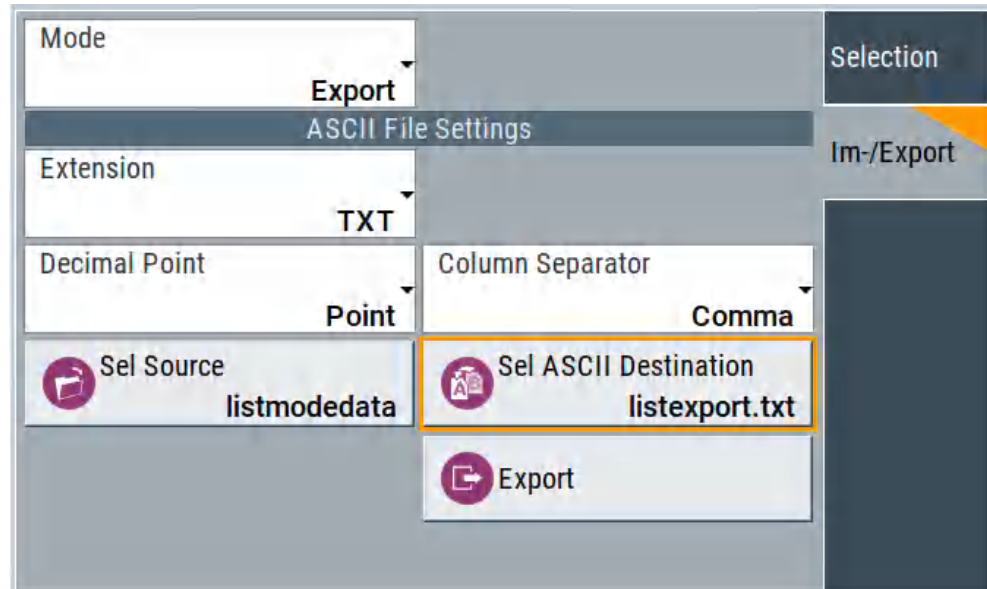 Mode
Export
Selection
ASCII File Settings
Im-/Export
Extension
TXT
Decimal Point
Point
Column Separator
Comma
Sel Source
listmodedata
Sel ASCII Destination
listexport.txt
Export